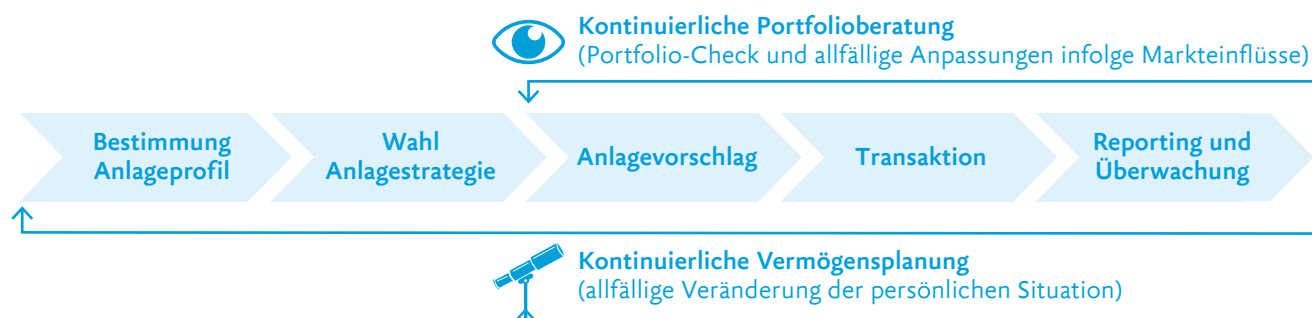 Kontinuierliche Portfolioberatung
(Portfolio-Check und allfällige Anpassungen infolge Markteinflüsse)
Bestimmung
Anlageprofil
Wahl
Anlagestrategie
Anlagevorschlag
Transaktion
Reporting und
Überwachung
Kontinuierliche Vermögensplanung
(allfällige Veränderung der persönlichen Situation)